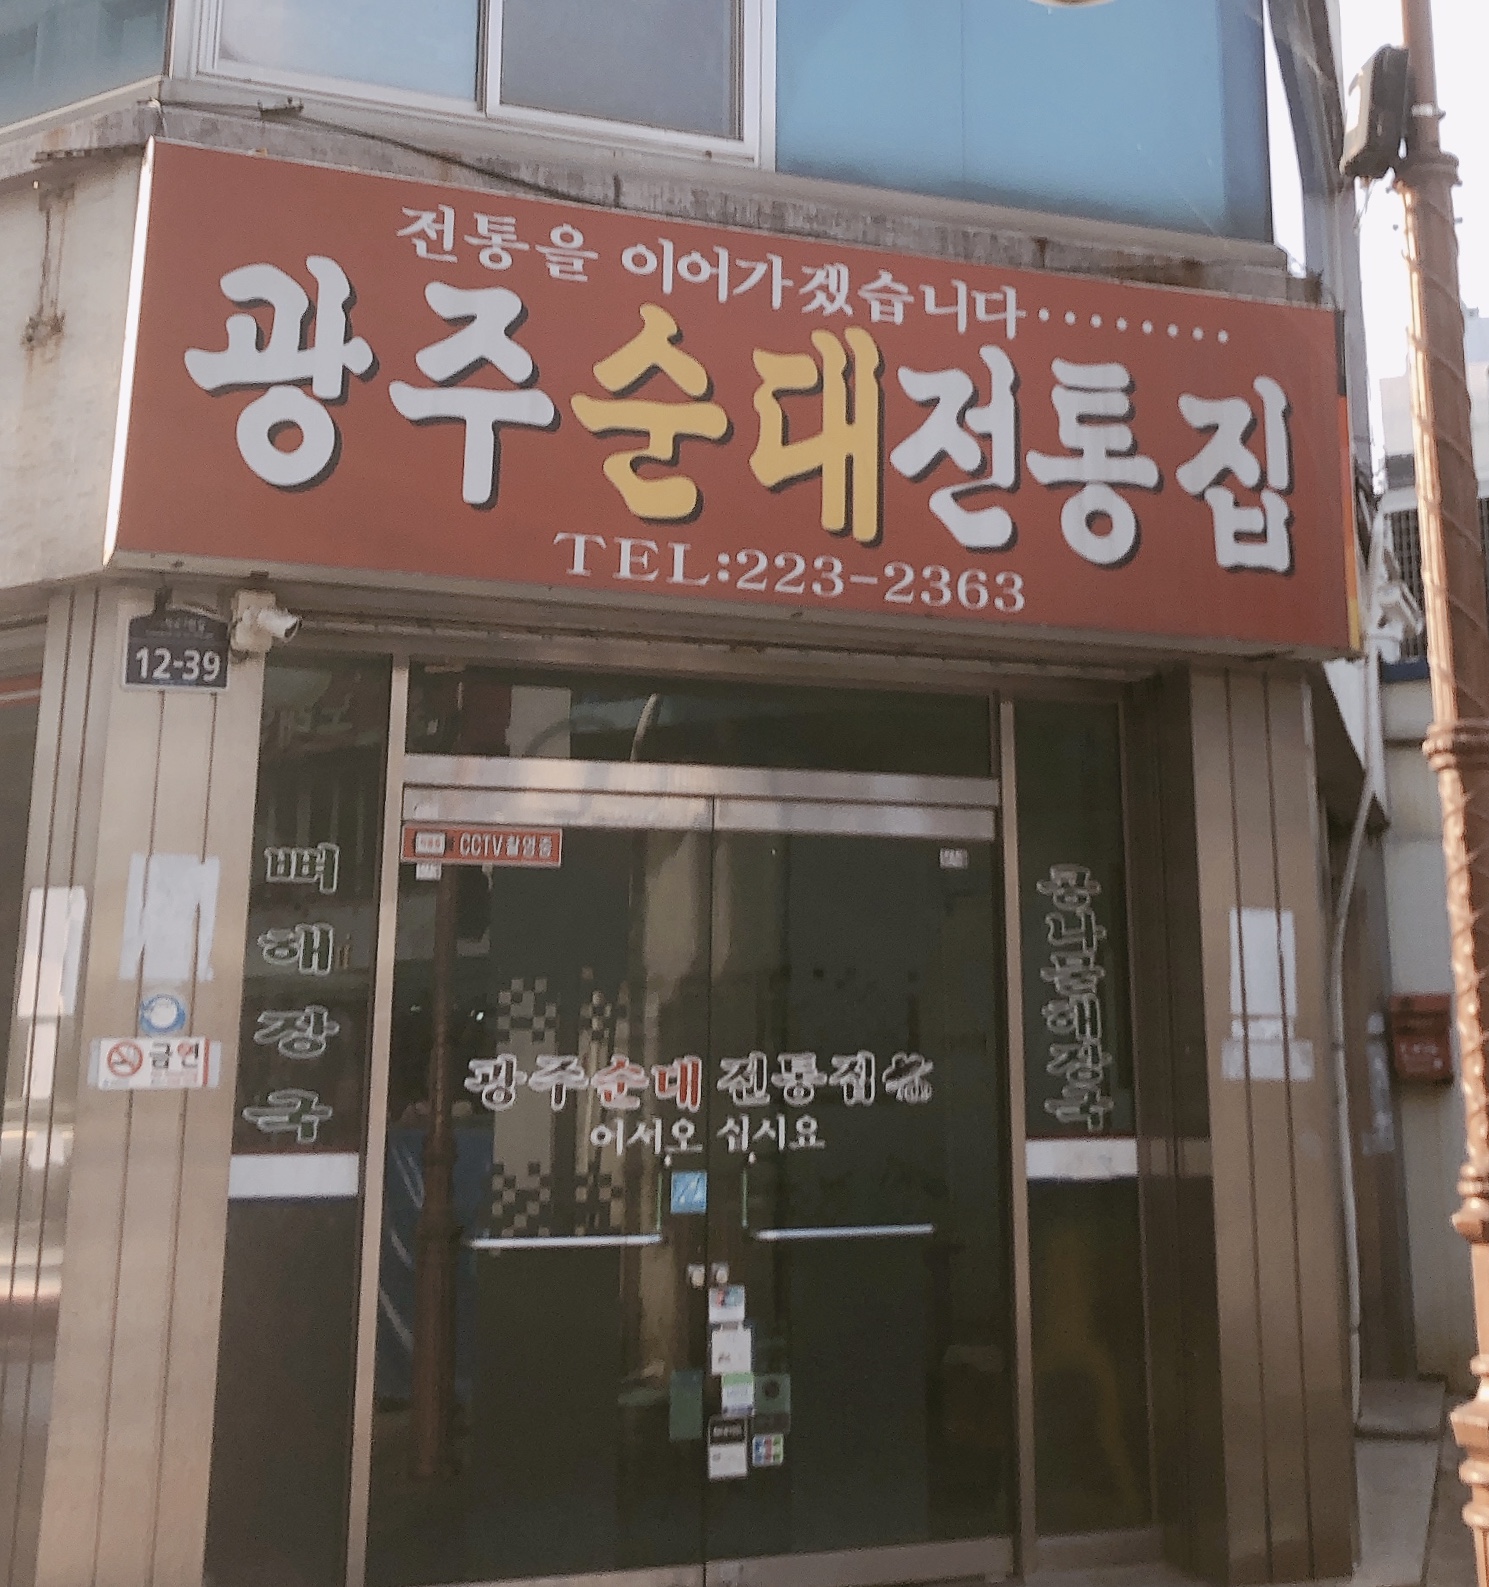 전통을 이어가겠습니다········
광주순대전통집
TEL:223-2363
12-39
CCTV촬영중
뼈해장국
콩나물해장국
금연
광주순대 전통집
어서오 십시요